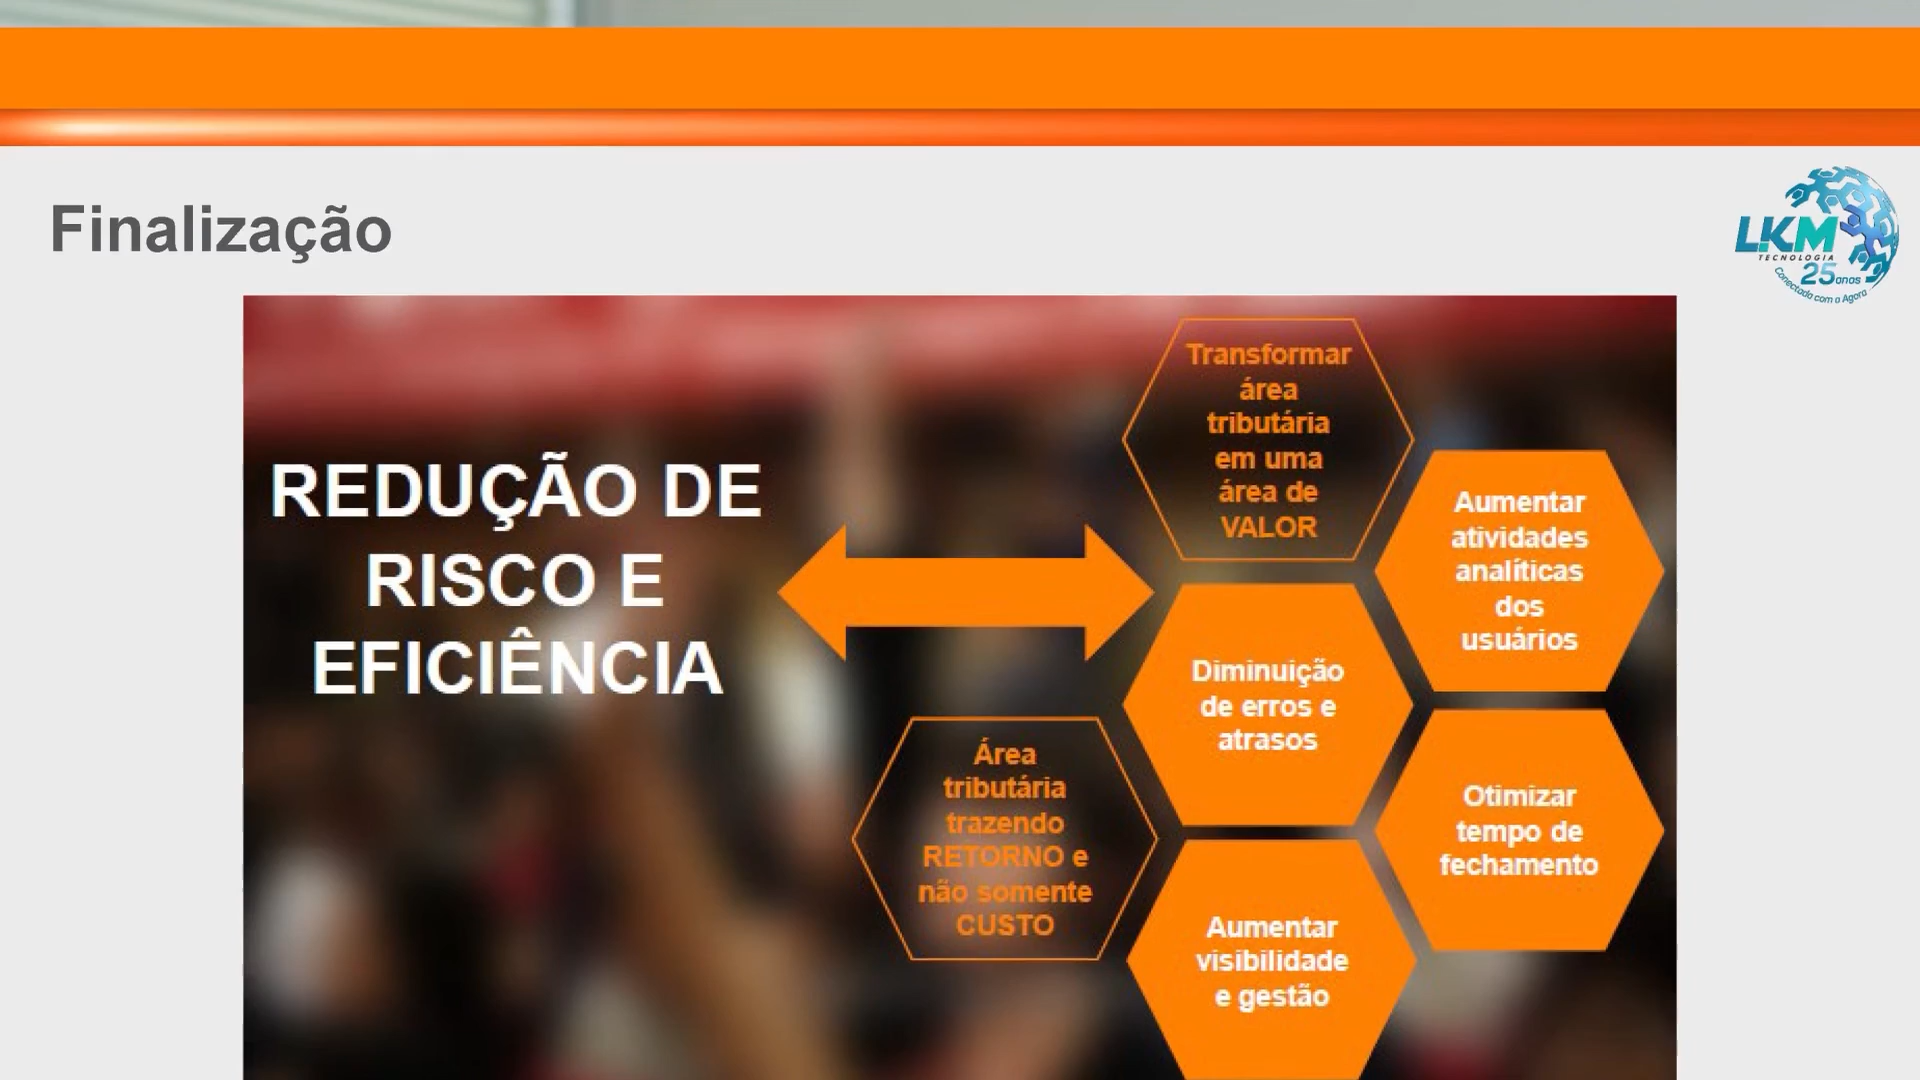 Finalização
LKM
TECNOLOGIA
25anos
Conectada com o Agora
REDUÇÃO DE
RISCO E
EFICIÊNCIA
Transformar
área
tributária
em uma
área de
VALOR
Aumentar
atividades
analíticas
dos
usuários
Diminuição
de erros e
atrasos
Área
tributária
trazendo
RETORNO e
não somente
CUSTO
Otimizar
tempo de
fechamento
Aumentar
visibilidade
e gestão